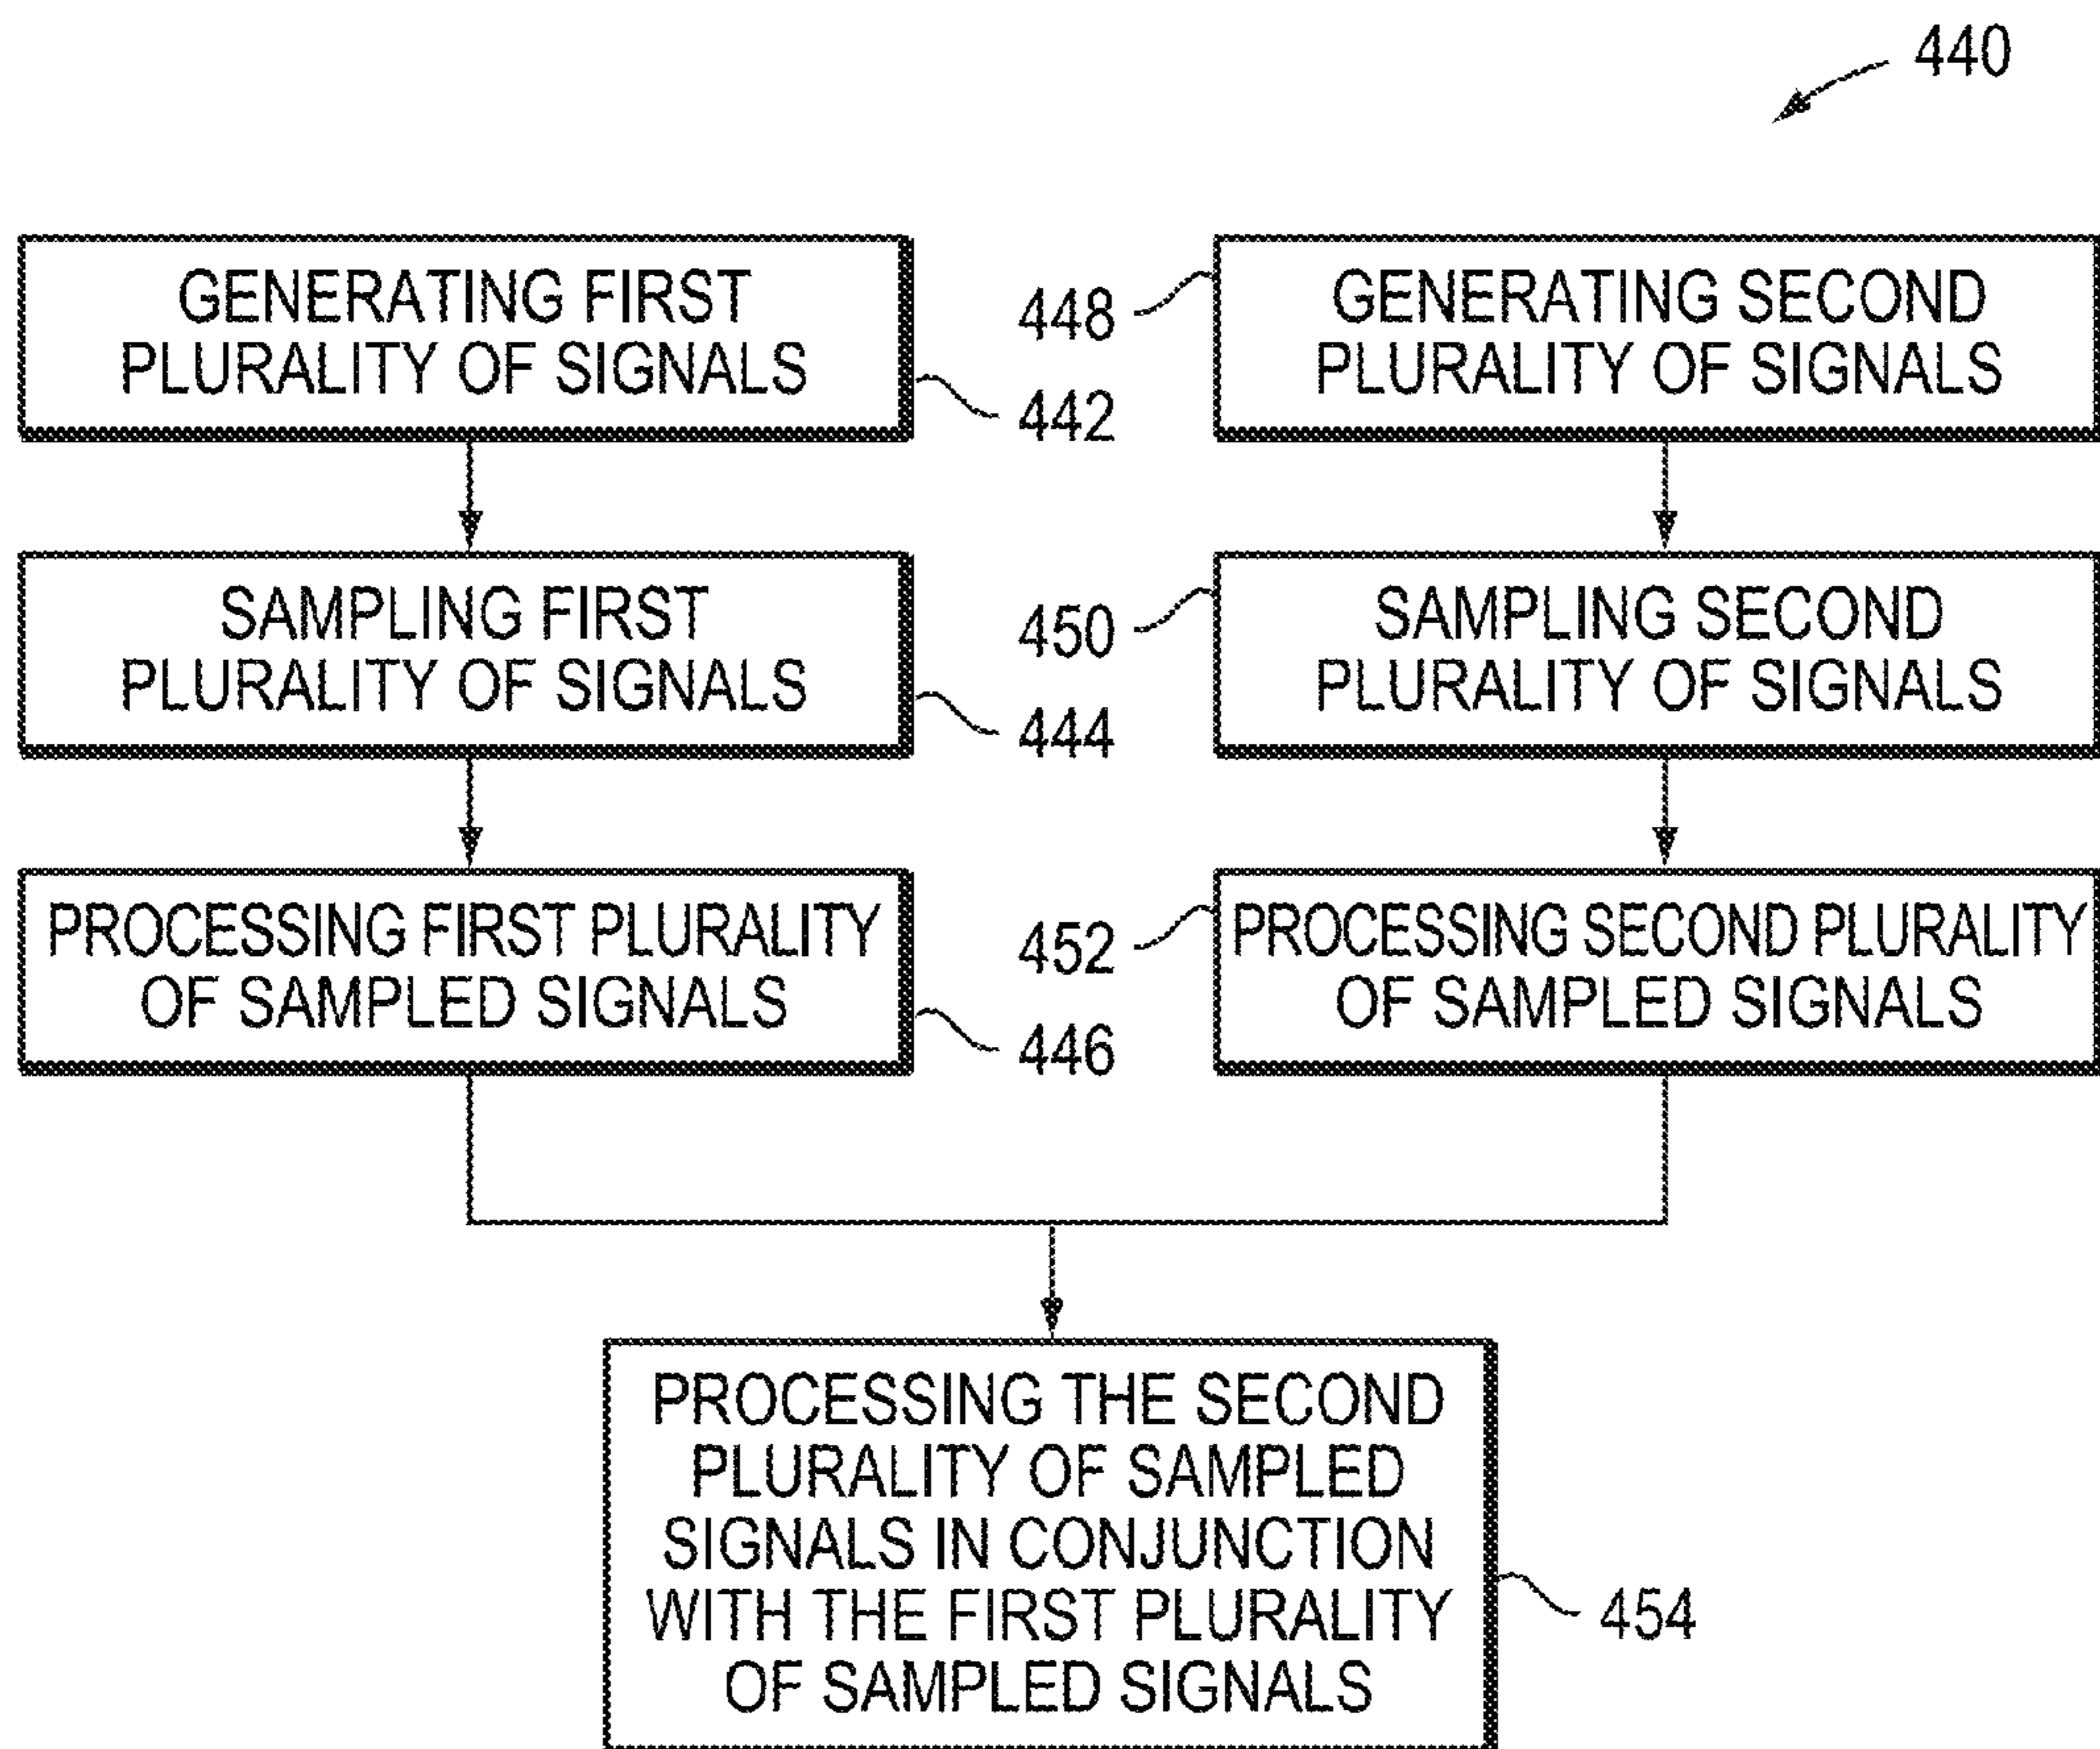 440
GENERATING FIRST
PLURALITY OF SIGNALS
442
SAMPLING FIRST
PLURALITY OF SIGNALS
444
PROCESSING FIRST PLURALITY
OF SAMPLED SIGNALS
446
448
GENERATING SECOND
PLURALITY OF SIGNALS
450
SAMPLING SECOND
PLURALITY OF SIGNALS
452
PROCESSING SECOND PLURALITY
OF SAMPLED SIGNALS
PROCESSING THE SECOND
PLURALITY OF SAMPLED
SIGNALS IN CONJUNCTION
WITH THE FIRST PLURALITY
OF SAMPLED SIGNALS
454